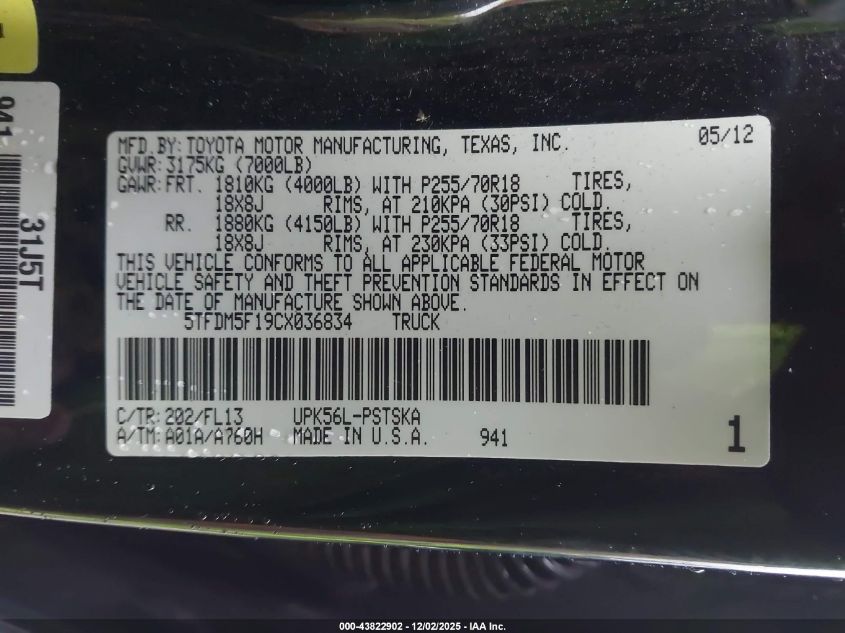 941
31J5T
MFD.BY:TOYOTA MOTOR MANUFACTURING, TEXAS, INC. 05/12
GVWR:3175KG (7000LB)
GAWR:FRT. 1810KG (4000LB) WITH P255/70R18 TIRES,
18X8J RIMS, AT 210KPA (30PSI) COLD.
RR. 1880KG (4150LB) WITH P255/70R18 TIRES,
18X8J RIMS, AT 230KPA (33PSI) COLD.
THIS VEHICLE CONFORMS TO ALL APPLICABLE FEDERAL MOTOR
VEHICLE SAFETY AND THEFT PREVENTION STANDARDS IN EFFECT ON
THE DATE OF MANUFACTURE SHOWN ABOVE.
5TFDM5F19CX036834 TRUCK
C/TR:202/FL13 UPK56L-PSTSKA
A/TM:A01A/A760H MADE IN U.S.A. 941 1
000-43822902 - 12/02/2025 - IAA Inc.